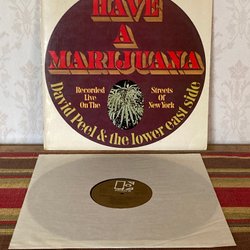 HAVE
A
MARIJUANA
Recorded Live On The
Streets Of New York
David Peel & the lower east side